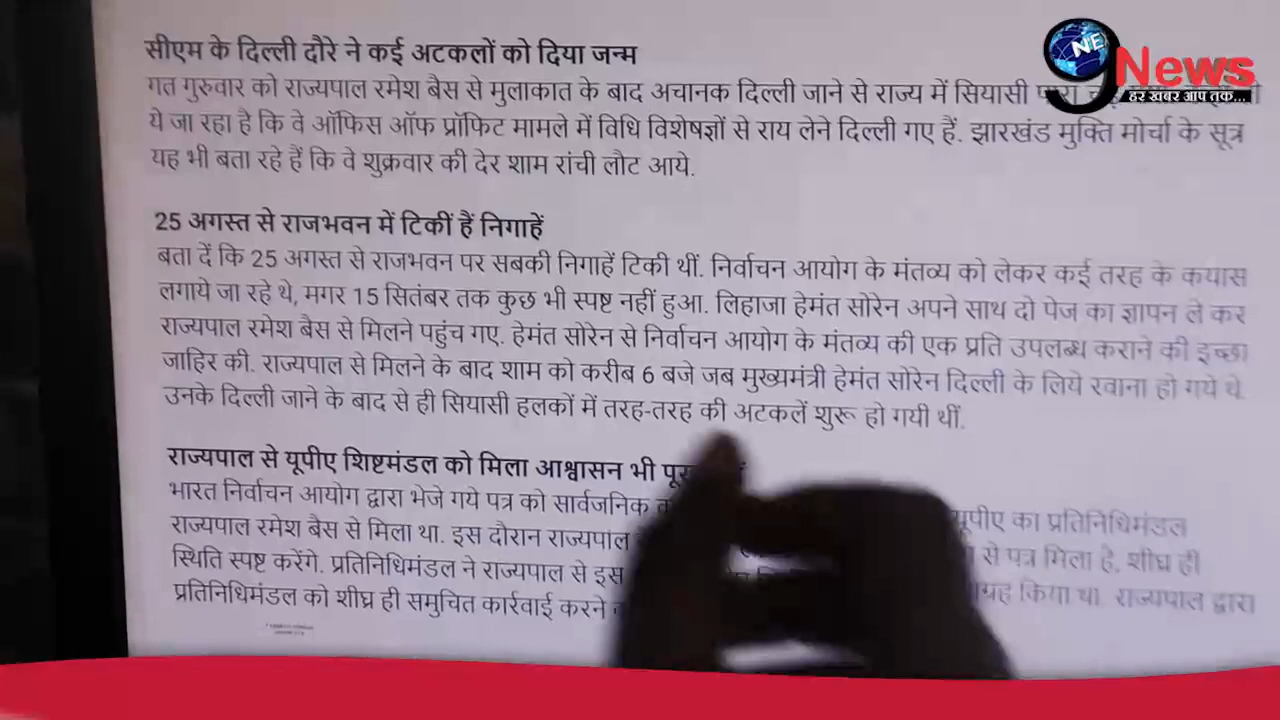 सीएम के दिल्ली दौरे ने कई अटकलों को दिया जन्म
गत गुरुवार को राज्यपाल रमेश बैस से मुलाकात के बाद अचानक दिल्ली जाने से राज्य में सियासी
ये जा रहा है कि वे ऑफिस ऑफ प्रॉफिट मामले में विधि विशेषज्ञों से राय लेने दिल्ली गए हैं. झारखंड मुक्ति मोर्चा के सूत्र
यह भी बता रहे हैं कि वे शुक्रवार की देर शाम रांची लौट आये.
25 अगस्त से राजभवन में टिकीं हैं निगाहें
बता दें कि 25 अगस्त से राजभवन पर सबकी निगाहें टिकी थीं. निर्वाचन आयोग के मंतव्य को लेकर कई तरह के कयास
लगाये जा रहे थे, मगर 15 सितंबर तक कुछ भी स्पष्ट नहीं हुआ. लिहाजा हेमंत सोरेन अपने साथ दो पेज का ज्ञापन ले कर
राज्यपाल रमेश बैस से मिलने पहुंच गए. हेमंत सोरेन से निर्वाचन आयोग के मंतव्य की एक प्रति उपलब्ध कराने की इच्छा
जाहिर की. राज्यपाल से मिलने के बाद शाम को करीब 6 बजे जब मुख्यमंत्री हेमंत सोरेन दिल्ली के लिये रवाना हो गये थे.
उनके दिल्ली जाने के बाद से ही सियासी हलकों में तरह-तरह की अटकलें शुरू हो गयी थीं.
राज्यपाल से यूपीए शिष्टमंडल को मिला आश्वासन भी
भारत निर्वाचन आयोग द्वारा भेजे गये पत्र को सार्वजनिक यूपीए का प्रतिनिधिमंडल
राज्यपाल रमेश बैस से मिला था. इस दौरान राज्यपाल से पत्र मिला है, शीघ्र ही
स्थिति स्पष्ट करेंगे. प्रतिनिधिमंडल ने राज्यपाल से इस किया था. राज्यपाल द्वारा
प्रतिनिधिमंडल को शीघ्र ही समुचित कार्रवाई करने
9 NE News
हर खबर आप तक...